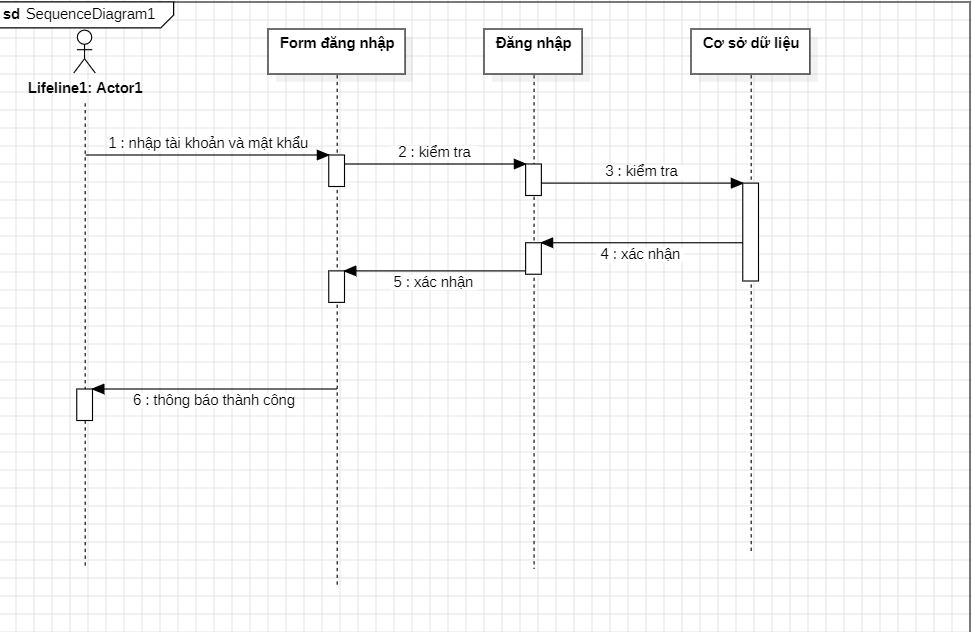 sd SequenceDiagram1
Form đăng nhập
Đăng nhập
Cơ sở dữ liệu
Lifeline1: Actor1
1 : nhập tài khoản và mật khẩu
2 : kiểm tra
3 : kiểm tra
4 : xác nhận
5 : xác nhận
6 : thông báo thành công